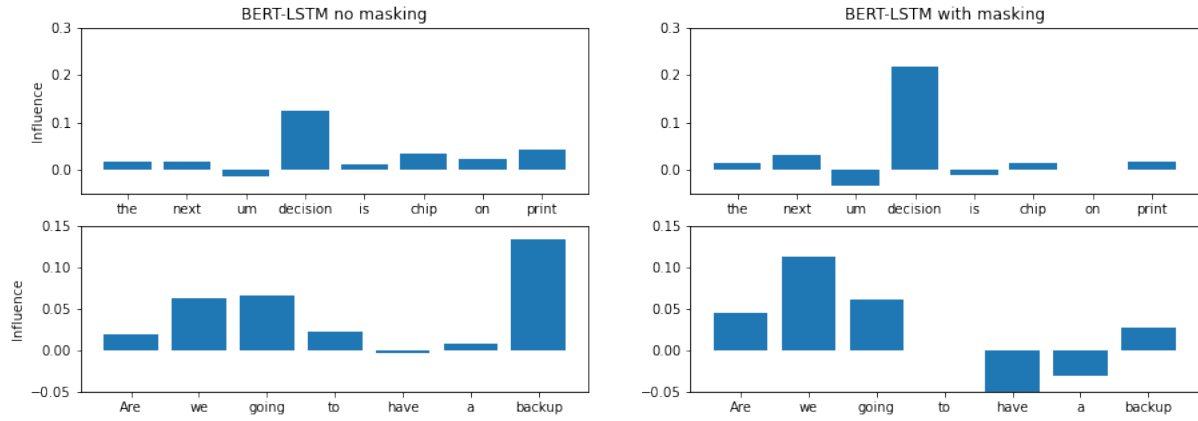 BERT-LSTM no masking
0.3
0.2
0.1
0.0
Influence
the next um decision is chip on print
BERT-LSTM with masking
0.3
0.2
0.1
0.0
the next um decision is chip on print
0.15
0.10
0.05
0.00
−0.05
Influence
Are we going to have a backup
0.15
0.10
0.05
0.00
−0.05
Are we going to have a backup